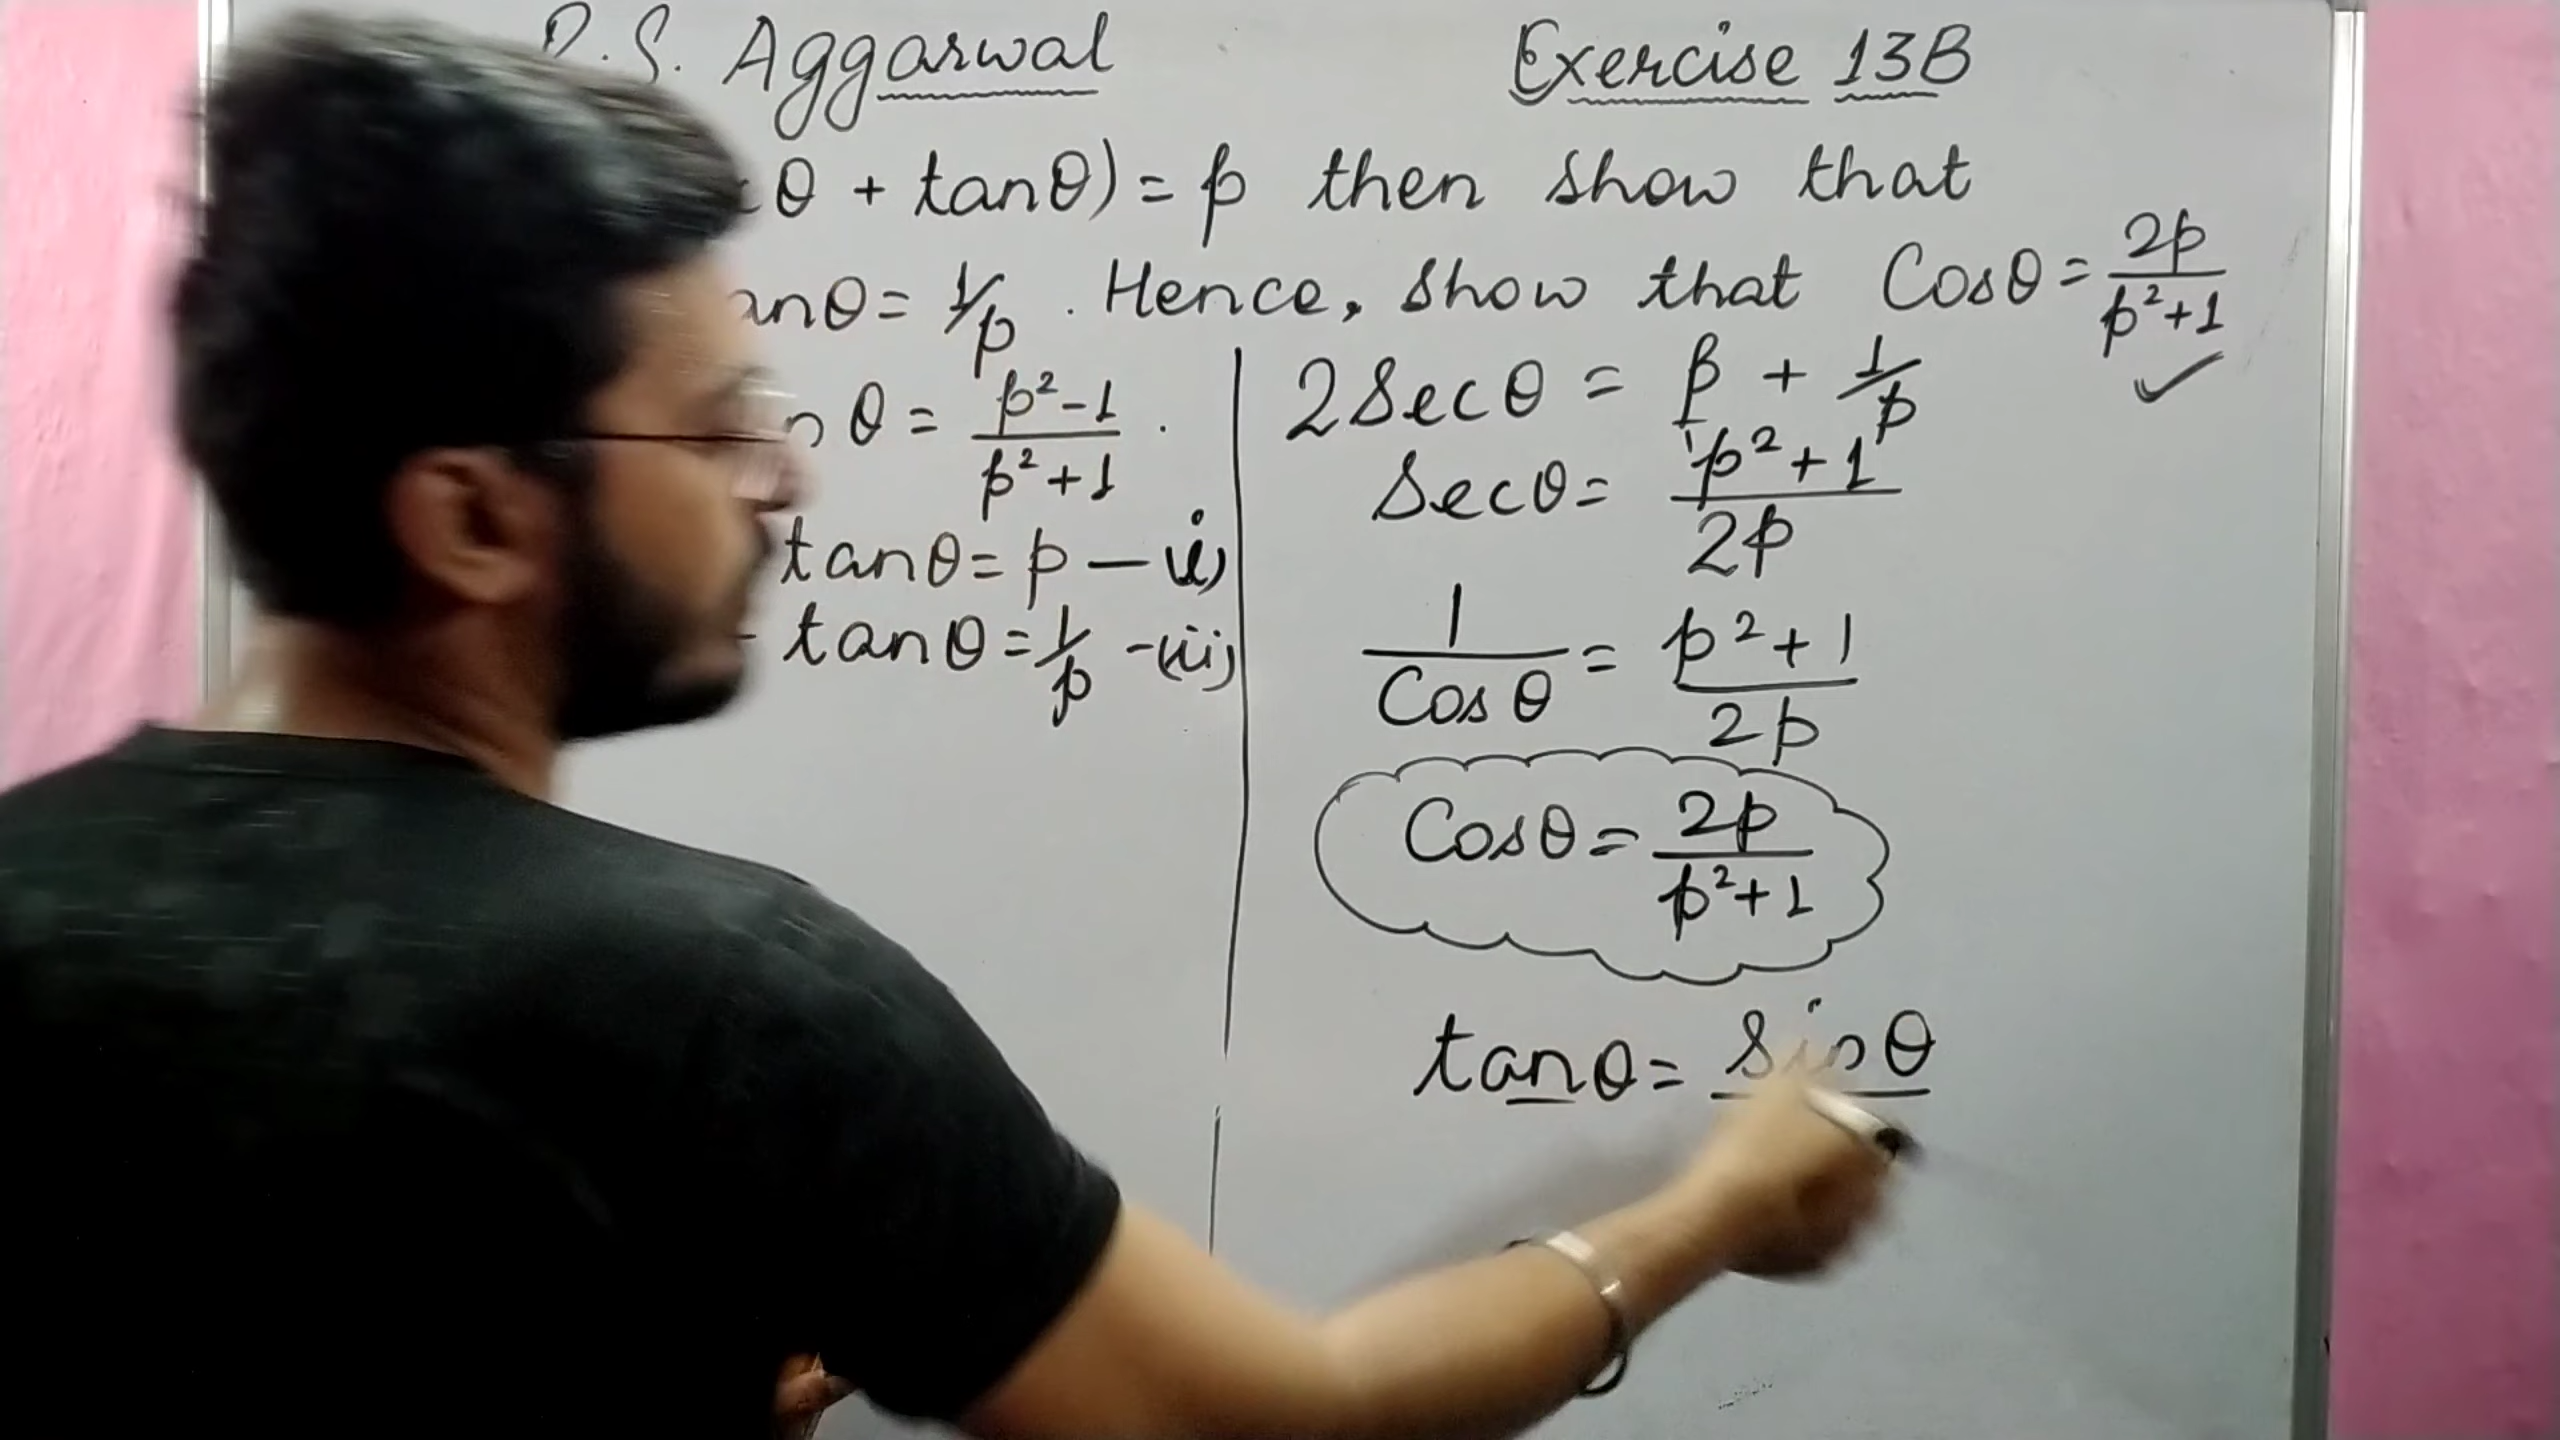 R. S. Aggarwal
Exercise 13B
θ + tanθ) = p then show that
anθ = 1/p . Hence, show that Cosθ = 2p/p²+1 ✓
θ = p²-1/p²+1 .
tanθ = p — (i)
- tanθ = 1/p -(ii)
2Secθ = p + 1/p
Secθ = p²+1/2p
1/Cosθ = p²+1/2p
Cosθ = 2p/p²+1
tanθ = Sinθ